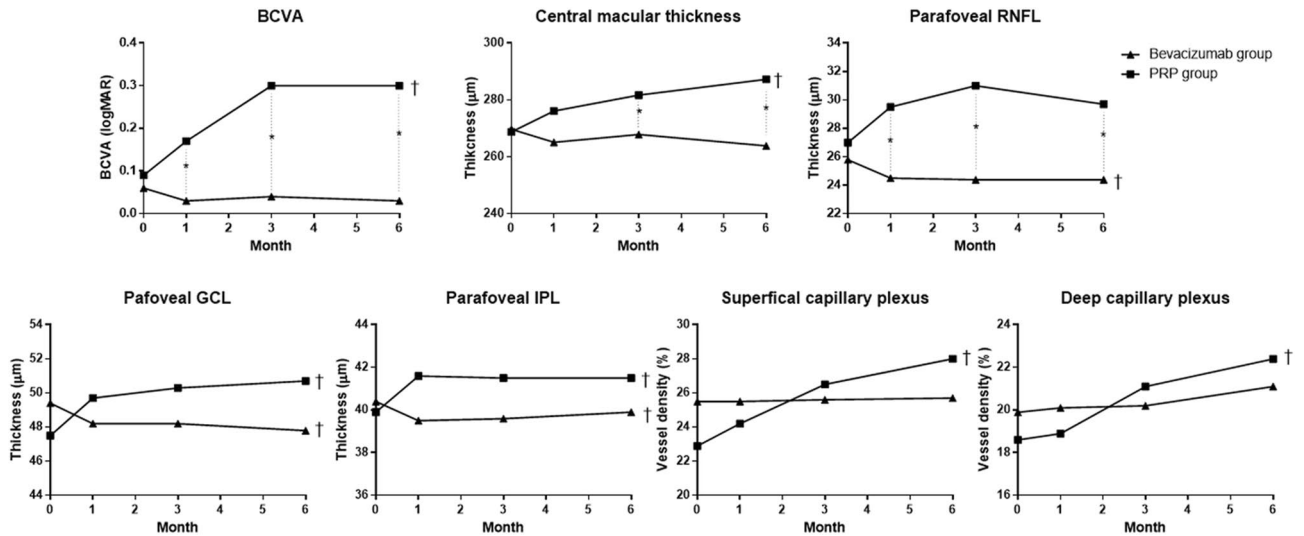 BCVA
BCVA (logMAR)
0.4
0.3
0.2
0.1
0.0
*
*
*
†
0 1 2 3 4 5 6
Month
Central macular thickness
Thikcness (μm)
300
280
260
240
*
*
†
0 1 2 3 4 5 6
Month
Parafoveal RNFL
Thickness (μm)
34
32
30
28
26
24
22
*
*
*
†
0 1 2 3 4 5 6
Month
Bevacizumab group
PRP group
Pafoveal GCL
Thickness (μm)
54
52
50
48
46
44
†
†
0 1 2 3 4 5 6
Month
Parafoveal IPL
Thickness (μm)
44
42
40
38
36
†
†
0 1 2 3 4 5 6
Month
Superfical capillary plexus
Vessel density (%)
30
28
26
24
22
20
†
0 1 2 3 4 5 6
Month
Deep capillary plexus
Vessel density (%)
24
22
20
18
16
†
0 1 2 3 4 5 6
Month